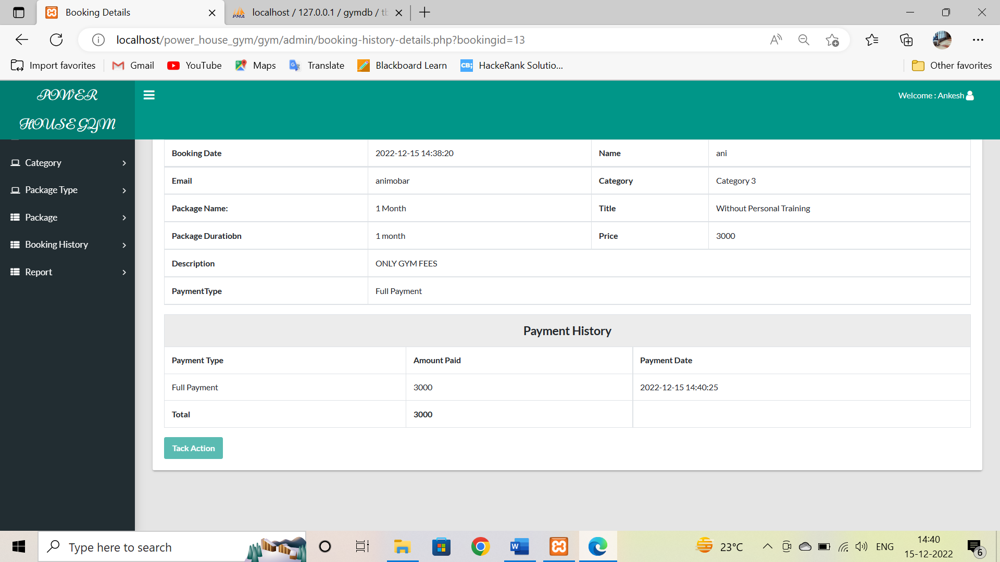 Booking Details
localhost / 127.0.0.1 / gymdb / tb
localhost/power_house_gym/gym/admin/booking-history-details.php?bookingid=13
Import favorites
Gmail
YouTube
Maps
Translate
Blackboard Learn
HackeRank Solutio...
Other favorites
POWER
HOUSE GYM
Welcome : Ankesh
Category
Package Type
Package
Booking History
Report
Booking Date 2022-12-15 14:38:20 Name ani
Email animobar Category Category 3
Package Name: 1 Month Title Without Personal Training
Package Duratiobn 1 month Price 3000
Description ONLY GYM FEES
PaymentType Full Payment
Payment History
Payment Type Amount Paid Payment Date
Full Payment 3000 2022-12-15 14:40:25
Total 3000
Tack Action
Type here to search
23°C
ENG
14:40
15-12-2022
6